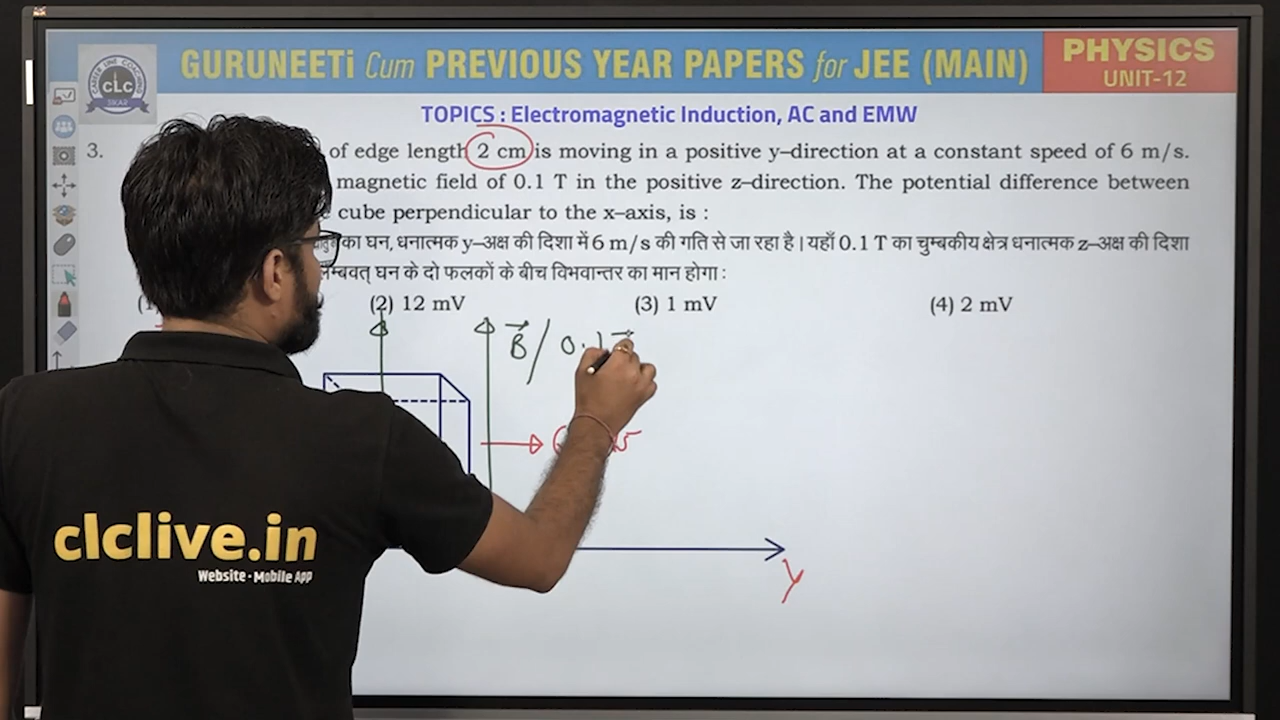 GURUNEETi Cum PREVIOUS YEAR PAPERS for JEE (MAIN)
PHYSICS
UNIT-12
CLC
SIKAR
TOPICS : Electromagnetic Induction, AC and EMW
3. of edge length 2 cm is moving in a positive y–direction at a constant speed of 6 m/s.
magnetic field of 0.1 T in the positive z–direction. The potential difference between
cube perpendicular to the x–axis, is :
का घन, धनात्मक y–अक्ष की दिशा में 6 m/s की गति से जा रहा है। यहाँ 0.1 T का चुम्बकीय क्षेत्र धनात्मक z–अक्ष की दिशा
लम्बवत् घन के दो फलकों के बीच विभवान्तर का मान होगा :
(2) 12 mV (3) 1 mV (4) 2 mV
B / 0.1
Y
clclive.in
Website · Mobile App